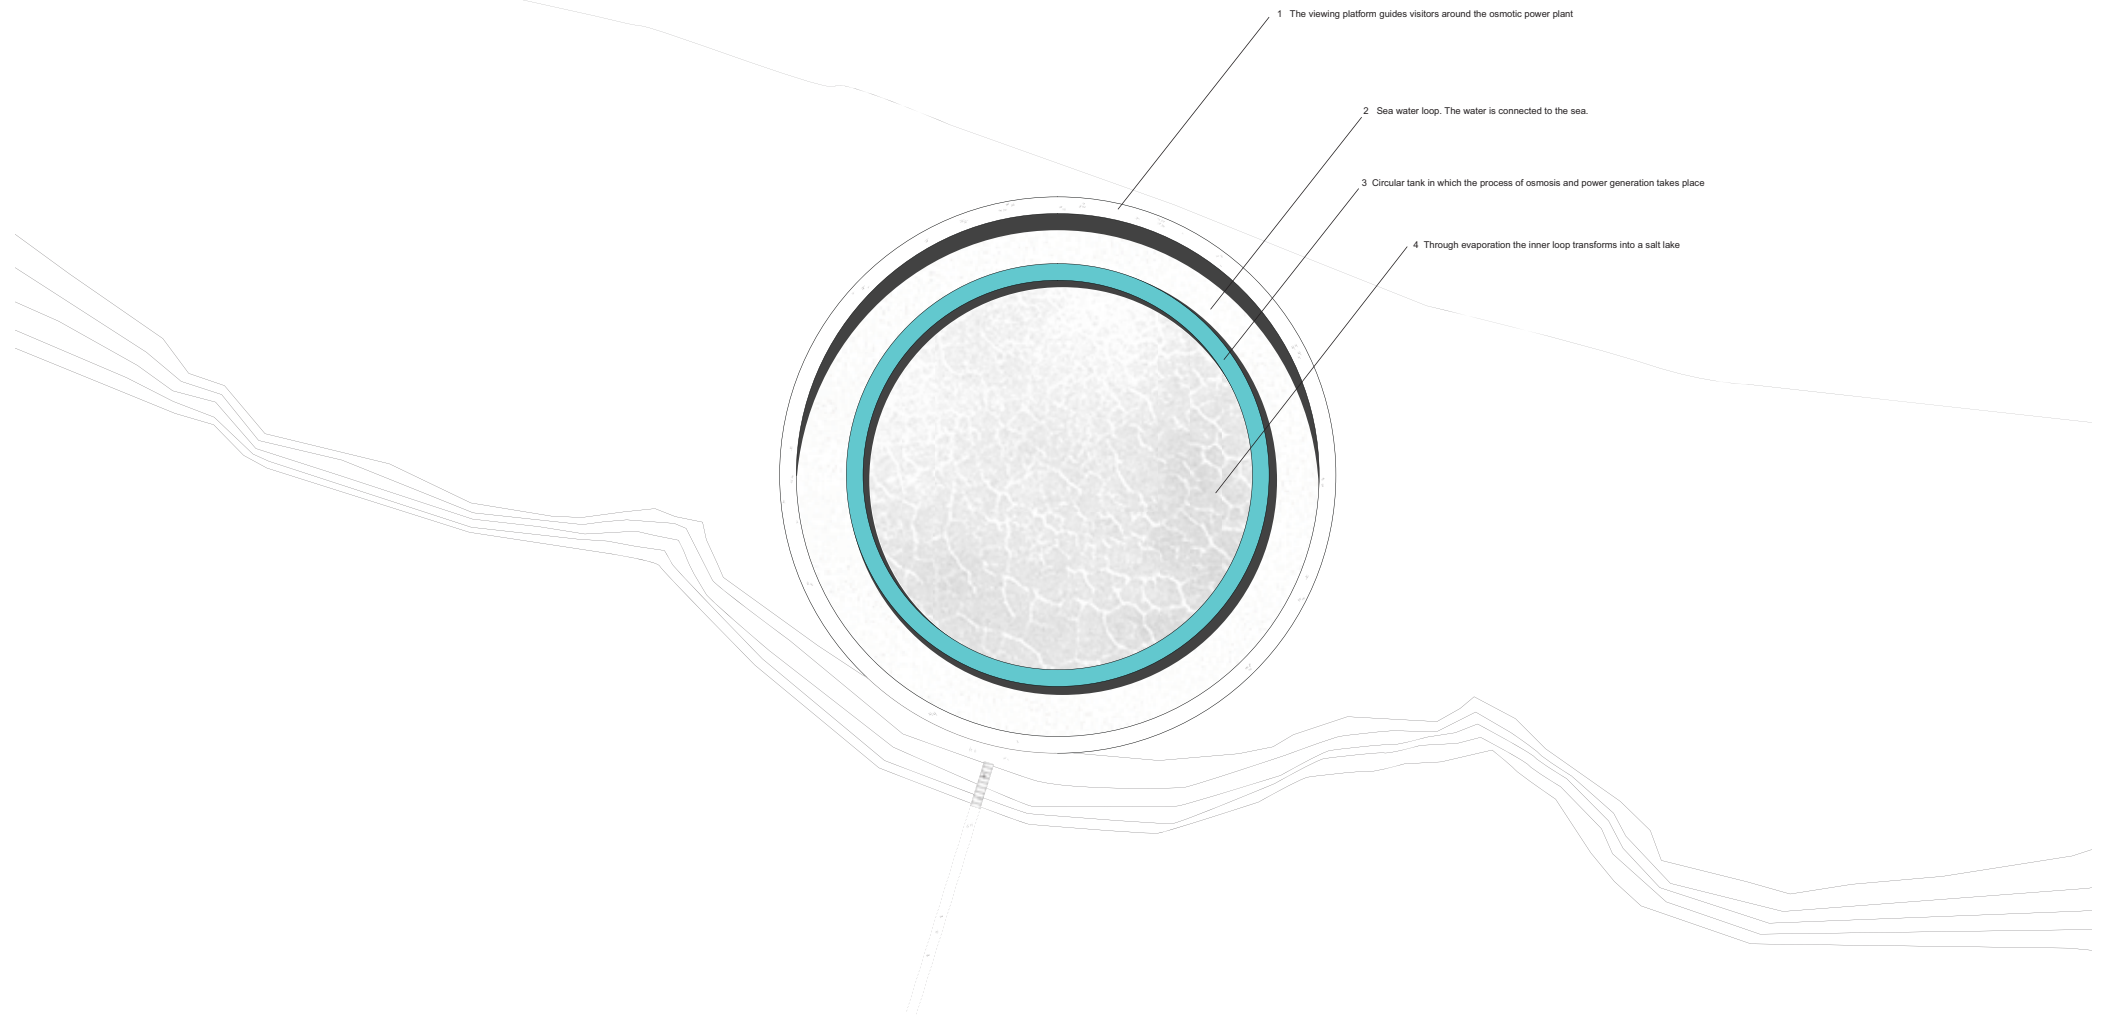 1 The viewing platform guides visitors around the osmotic power plant
2 Sea water loop. The water is connected to the sea.
3 Circular tank in which the process of osmosis and power generation takes place
4 Through evaporation the inner loop transforms into a salt lake